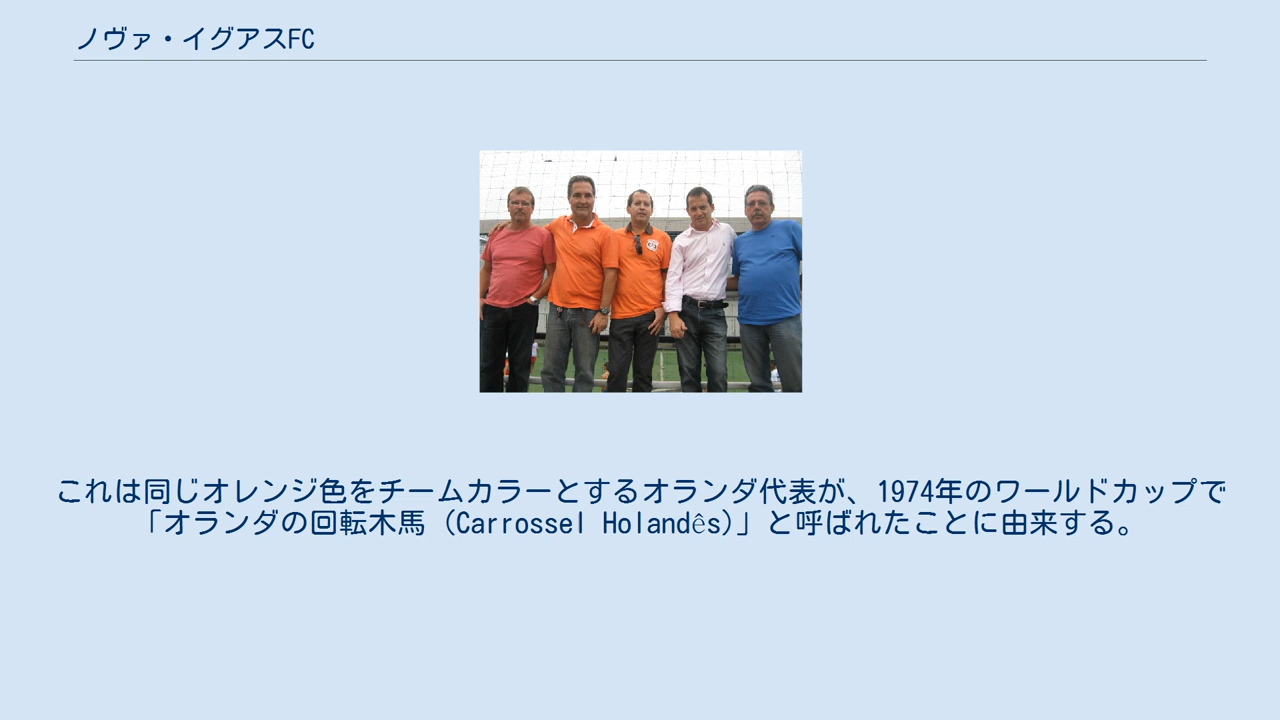 ノヴァ・イグアスFC
これは同じオレンジ色をチームカラーとするオランダ代表が、1974年のワールドカップで
「オランダの回転木馬（Carrossel Holandês)」と呼ばれたことに由来する。